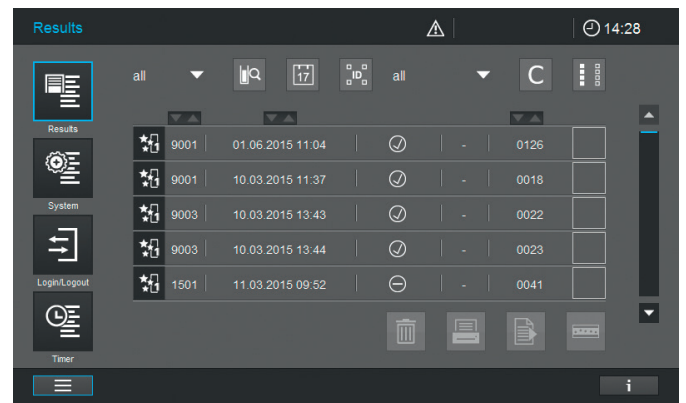 Results 14:28
all 17 ID all C
Results
9001 01.06.2015 11:04 - 0126
9001 10.03.2015 11:37 - 0018
System
9003 10.03.2015 13:43 - 0022
9003 10.03.2015 13:44 - 0023
Login/Logout
1501 11.03.2015 09:52 - 0041
Timer
i